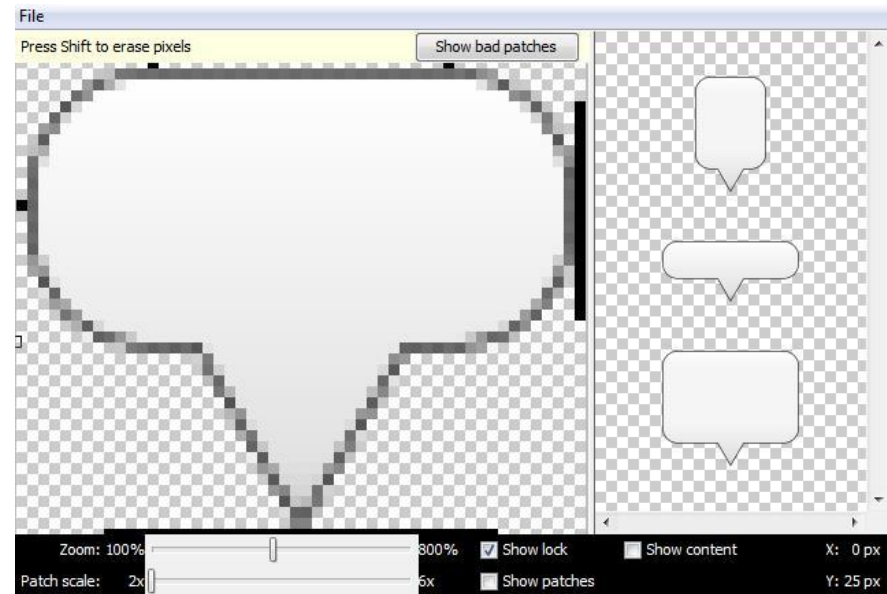 File
Press Shift to erase pixels Show bad patches
Zoom: 100% 800% Show lock Show content X: 0 px
Patch scale: 2x 6x Show patches Y: 25 px